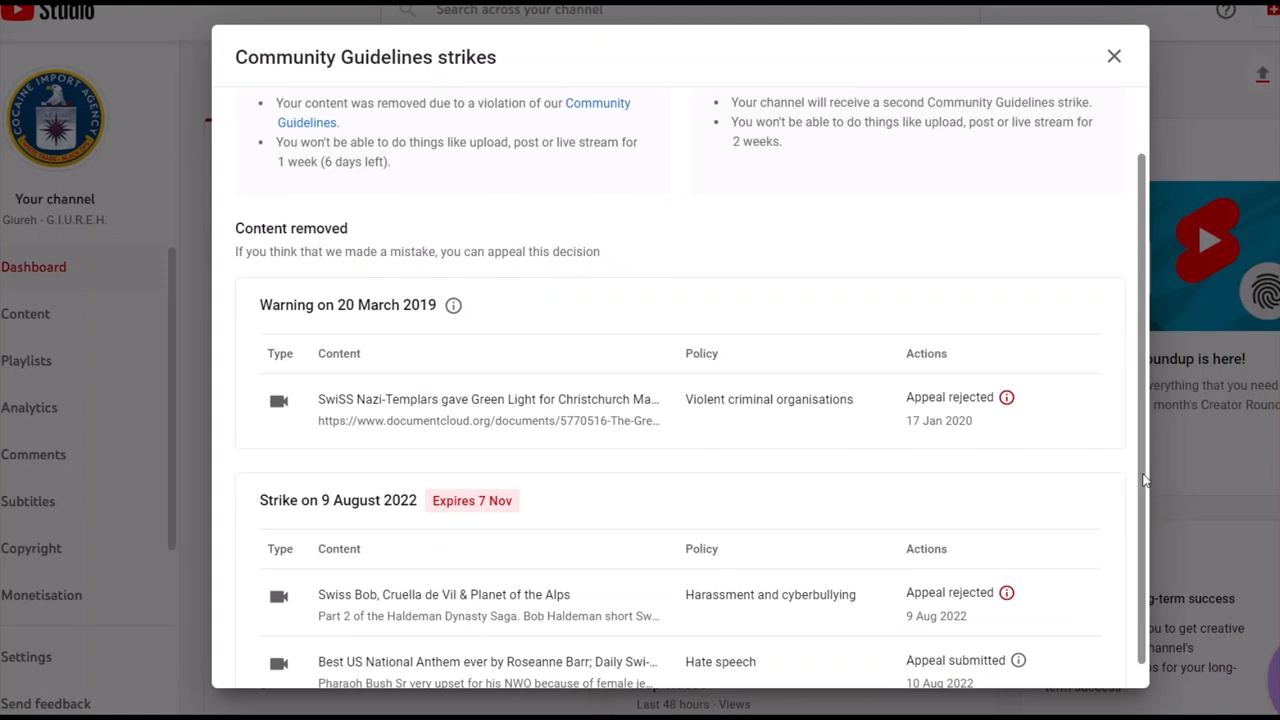 Studio
Search across your channel
COCAINE IMPORT AGENCY
Your channel
Giureh - G.I.U.R.E.H.
Dashboard
Content
Playlists
Analytics
Comments
Subtitles
Copyright
Monetisation
Settings
Send feedback
Community Guidelines strikes
Your content was removed due to a violation of our Community
Guidelines.
You won't be able to do things like upload, post or live stream for
1 week (6 days left).
Your channel will receive a second Community Guidelines strike.
You won't be able to do things like upload, post or live stream for
2 weeks.
Content removed
If you think that we made a mistake, you can appeal this decision
Warning on 20 March 2019
Type Content Policy Actions
SwiSS Nazi-Templars gave Green Light for Christchurch Ma... Violent criminal organisations Appeal rejected
https://www.documentcloud.org/documents/5770516-The-Gre... 17 Jan 2020
Strike on 9 August 2022 Expires 7 Nov
Type Content Policy Actions
Swiss Bob, Cruella de Vil & Planet of the Alps Harassment and cyberbullying Appeal rejected
Part 2 of the Haldeman Dynasty Saga. Bob Haldeman short Sw... 9 Aug 2022
Best US National Anthem ever by Roseanne Barr; Daily Swi-... Hate speech Appeal submitted
Pharaoh Bush Sr very upset for his NWO because of female je... 10 Aug 2022
Last 48 hours · Views
oundup is here!
verything that you need
month's Creator Round
g-term success
ou to get creative
s for your long-
term success